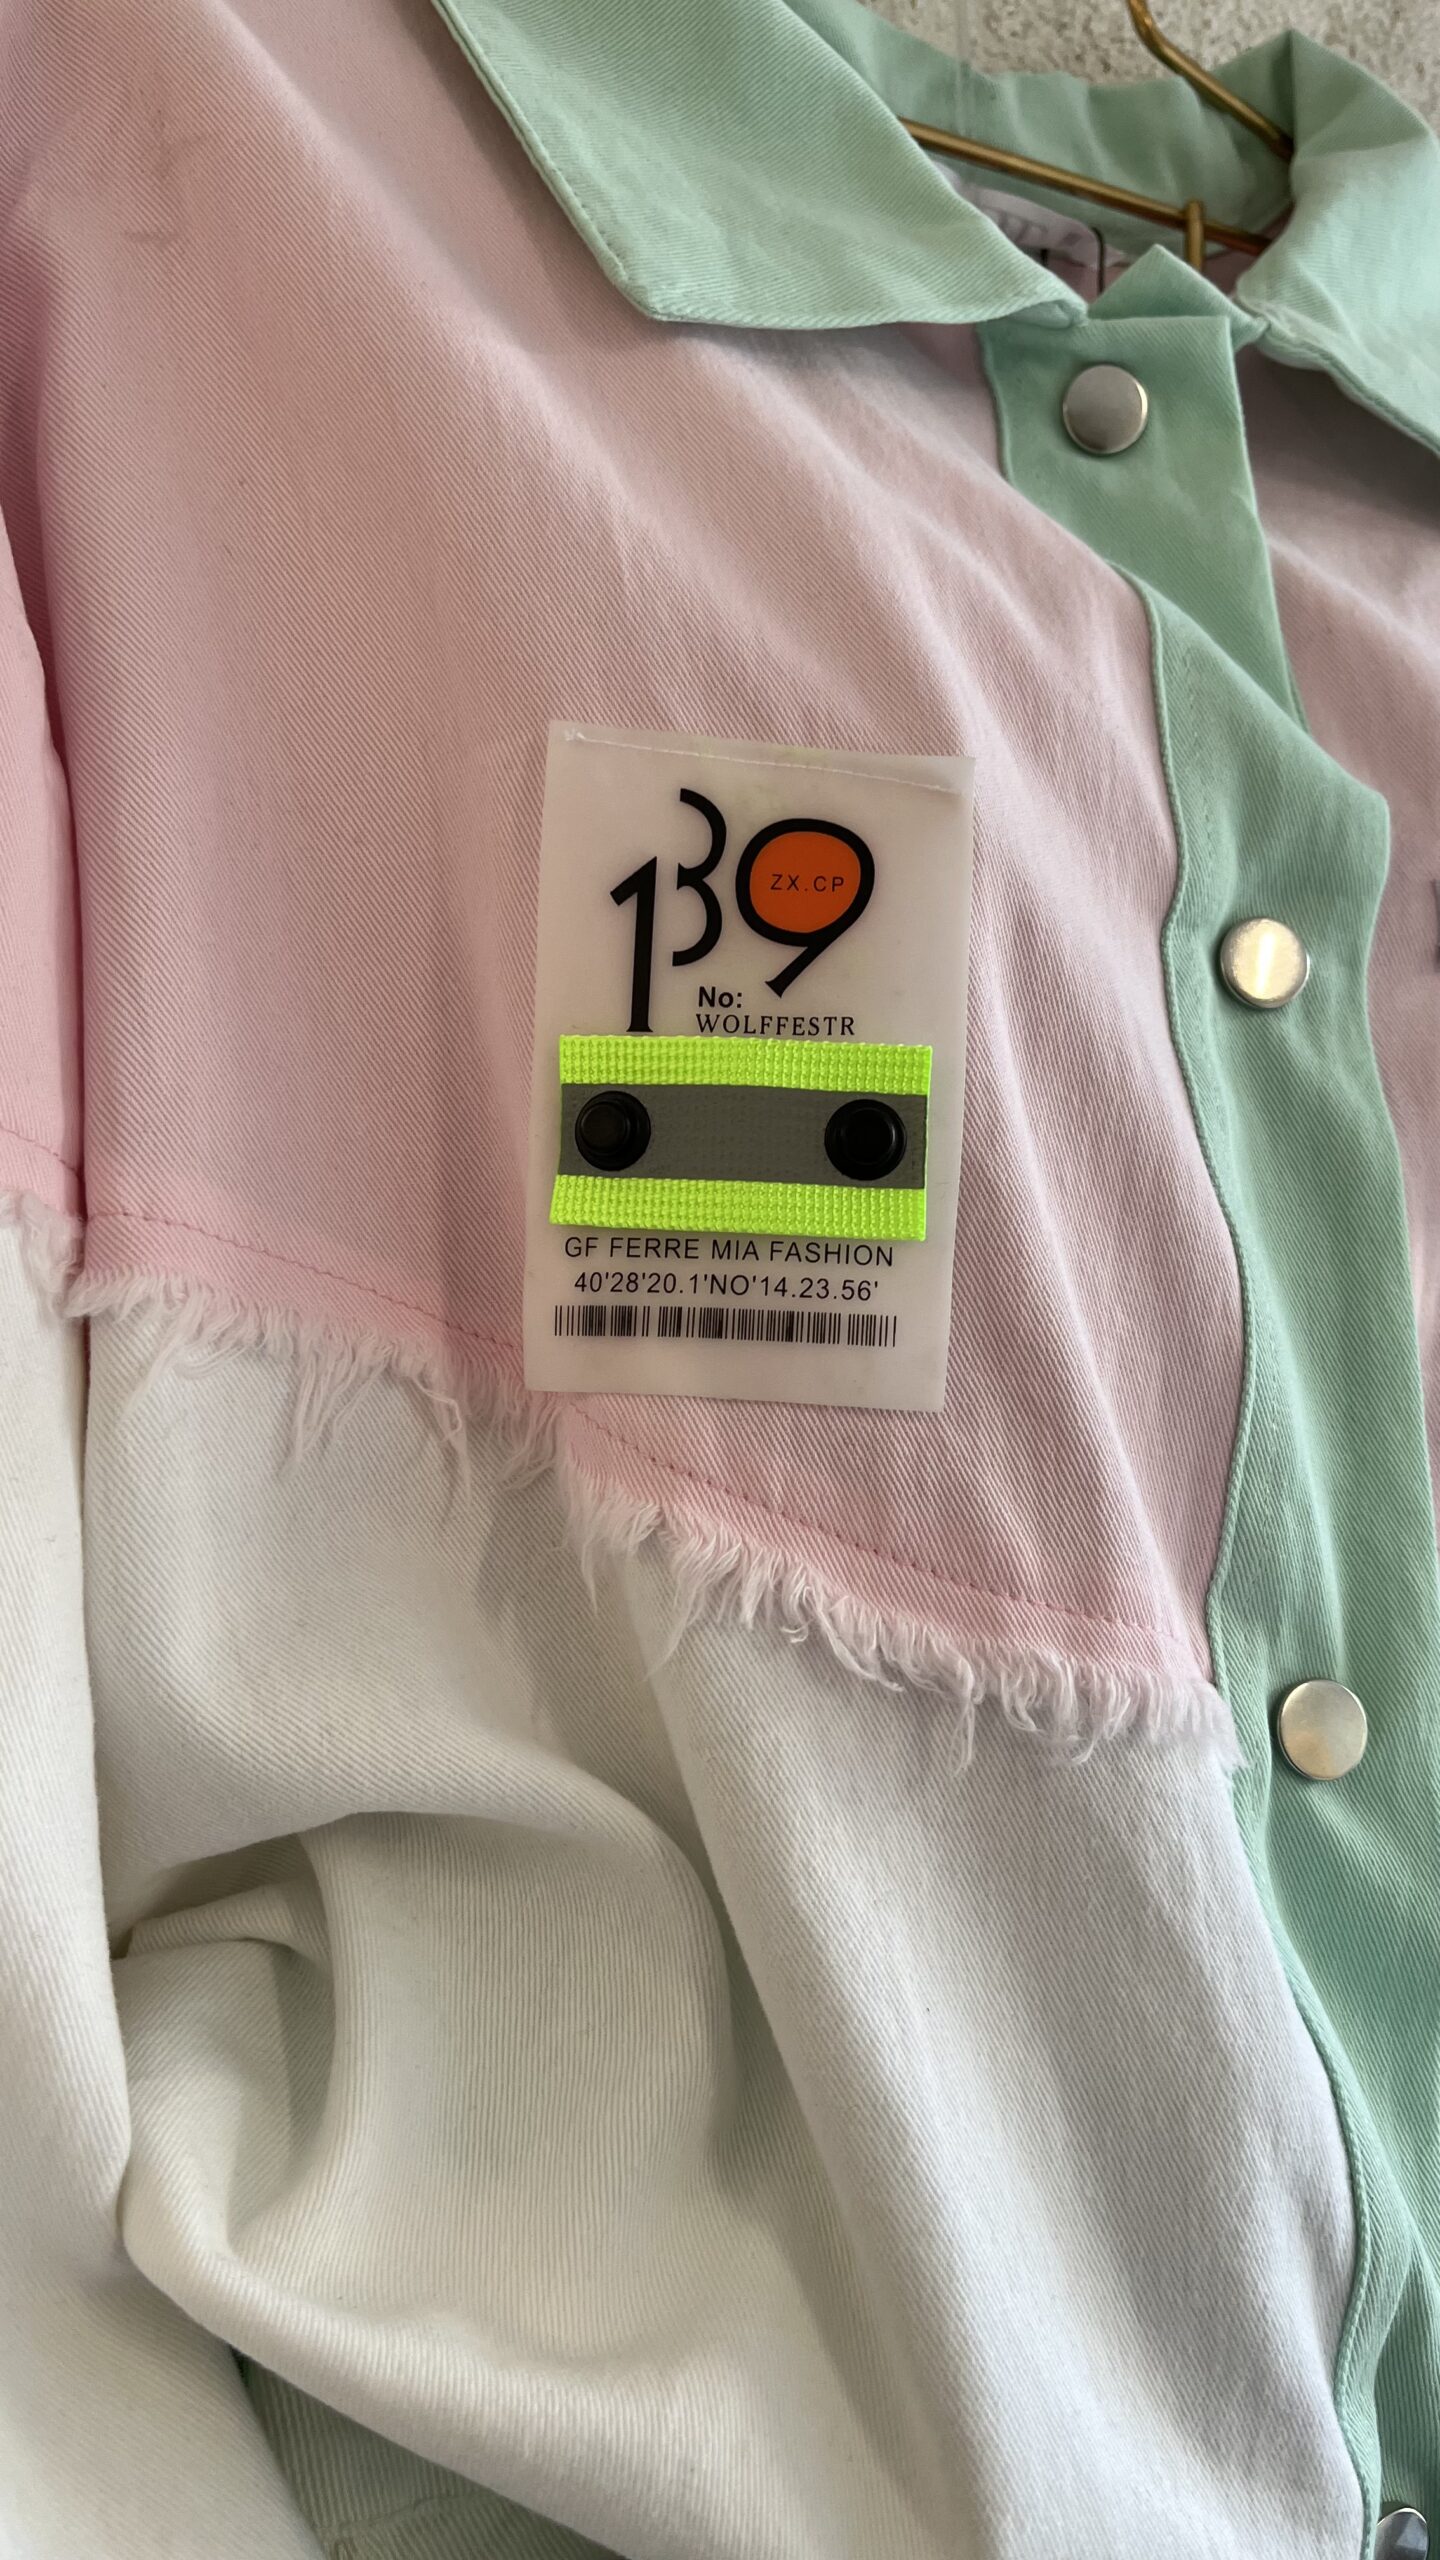 139
ZX.CP
No:
WOLFFESTR
GF FERRE MIA FASHION
40'28'20.1'NO'14.23.56'